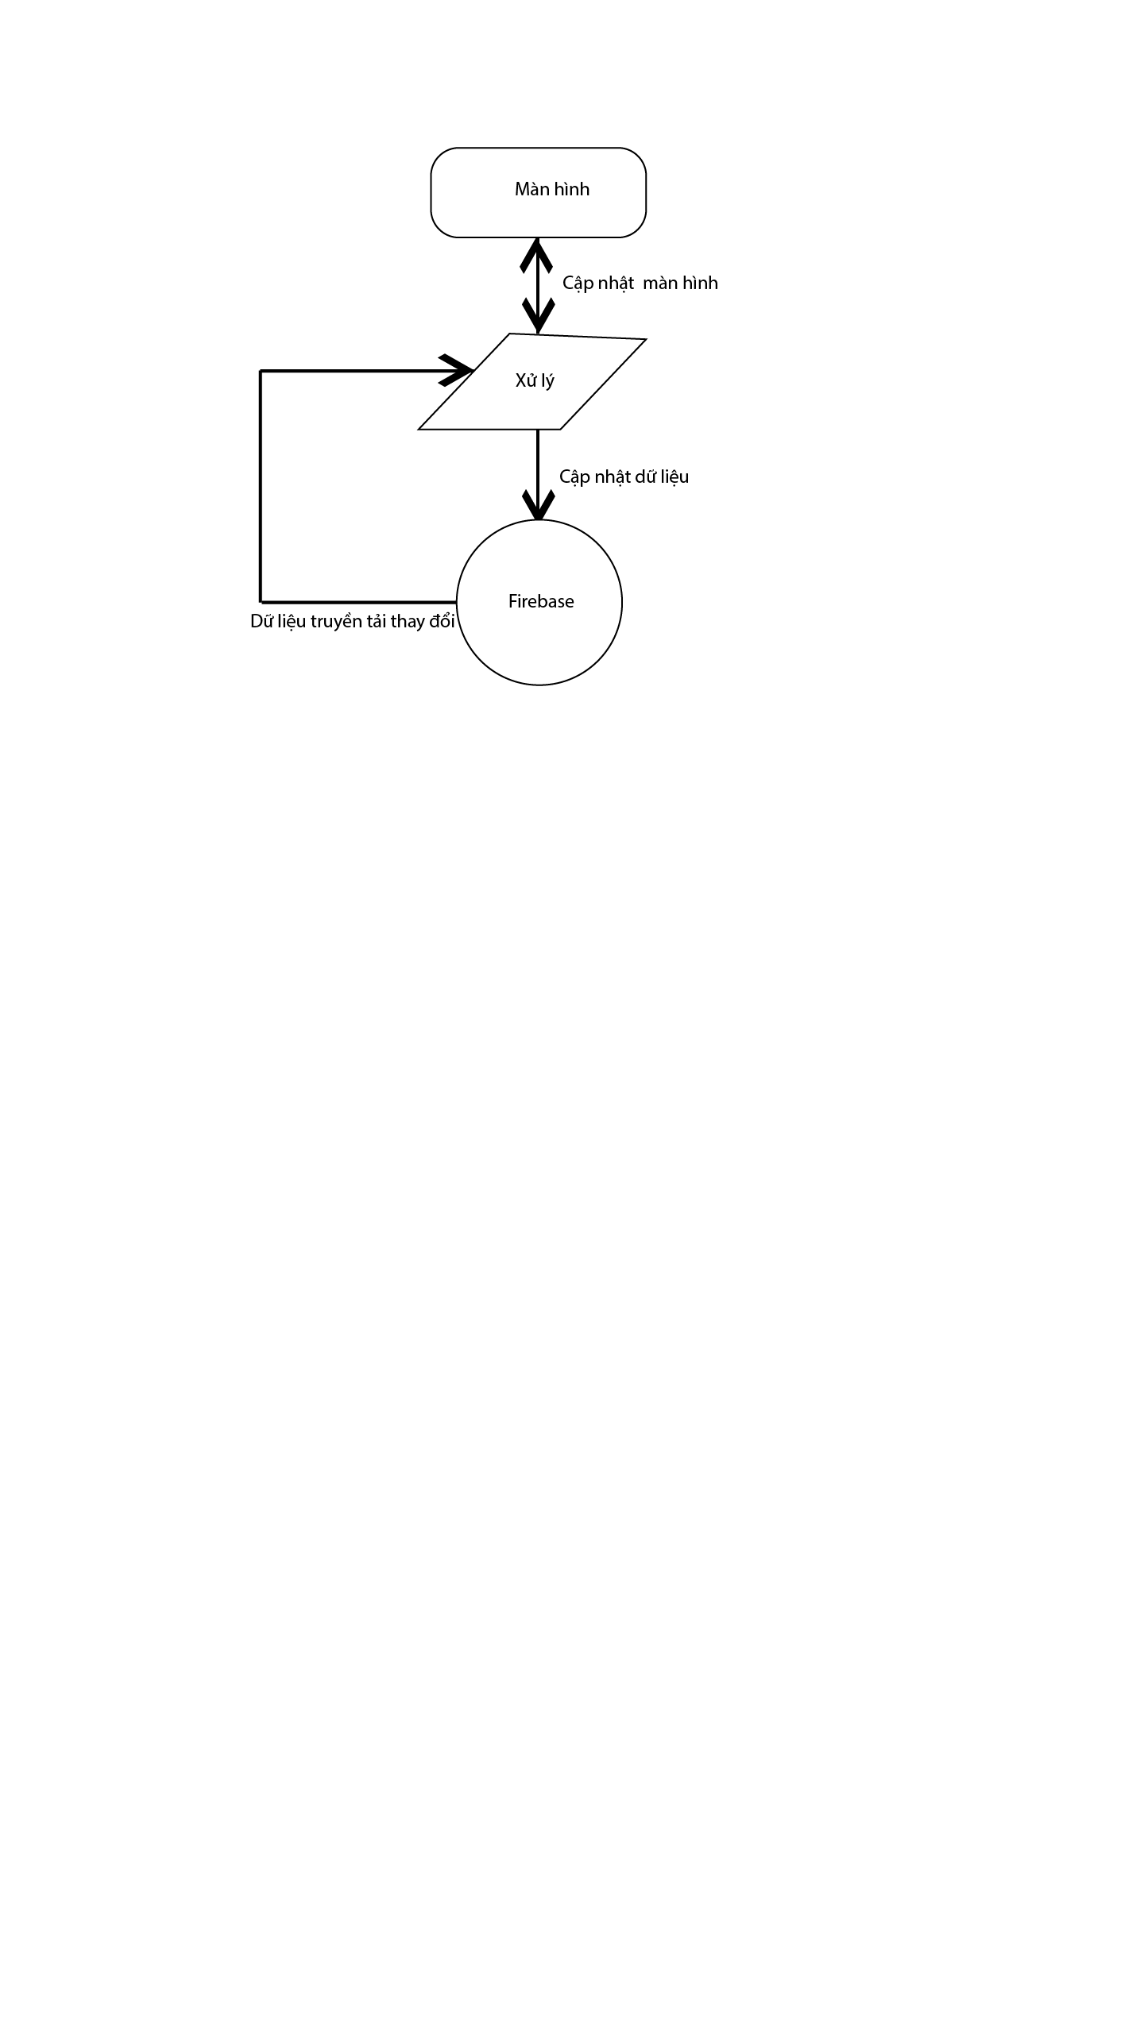 Màn hình
Cập nhật  màn hình
Xử lý
Cập nhật dữ liệu
Firebase
Dữ liệu truyền tải thay đổi